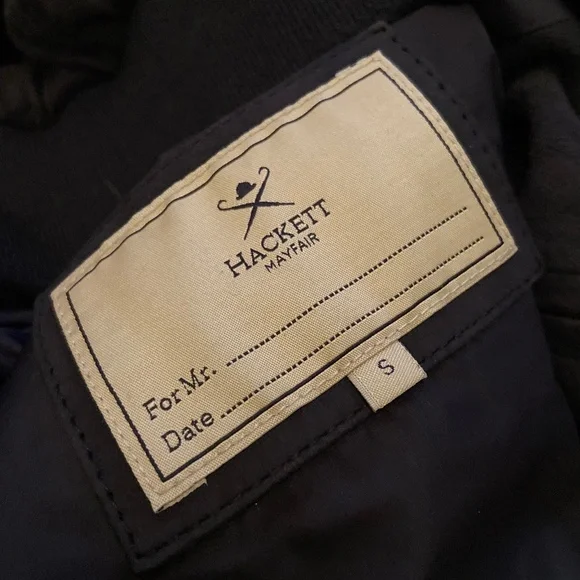 HACKETT
MAYFAIR
For Mr. ........................................
Date ........................................
S